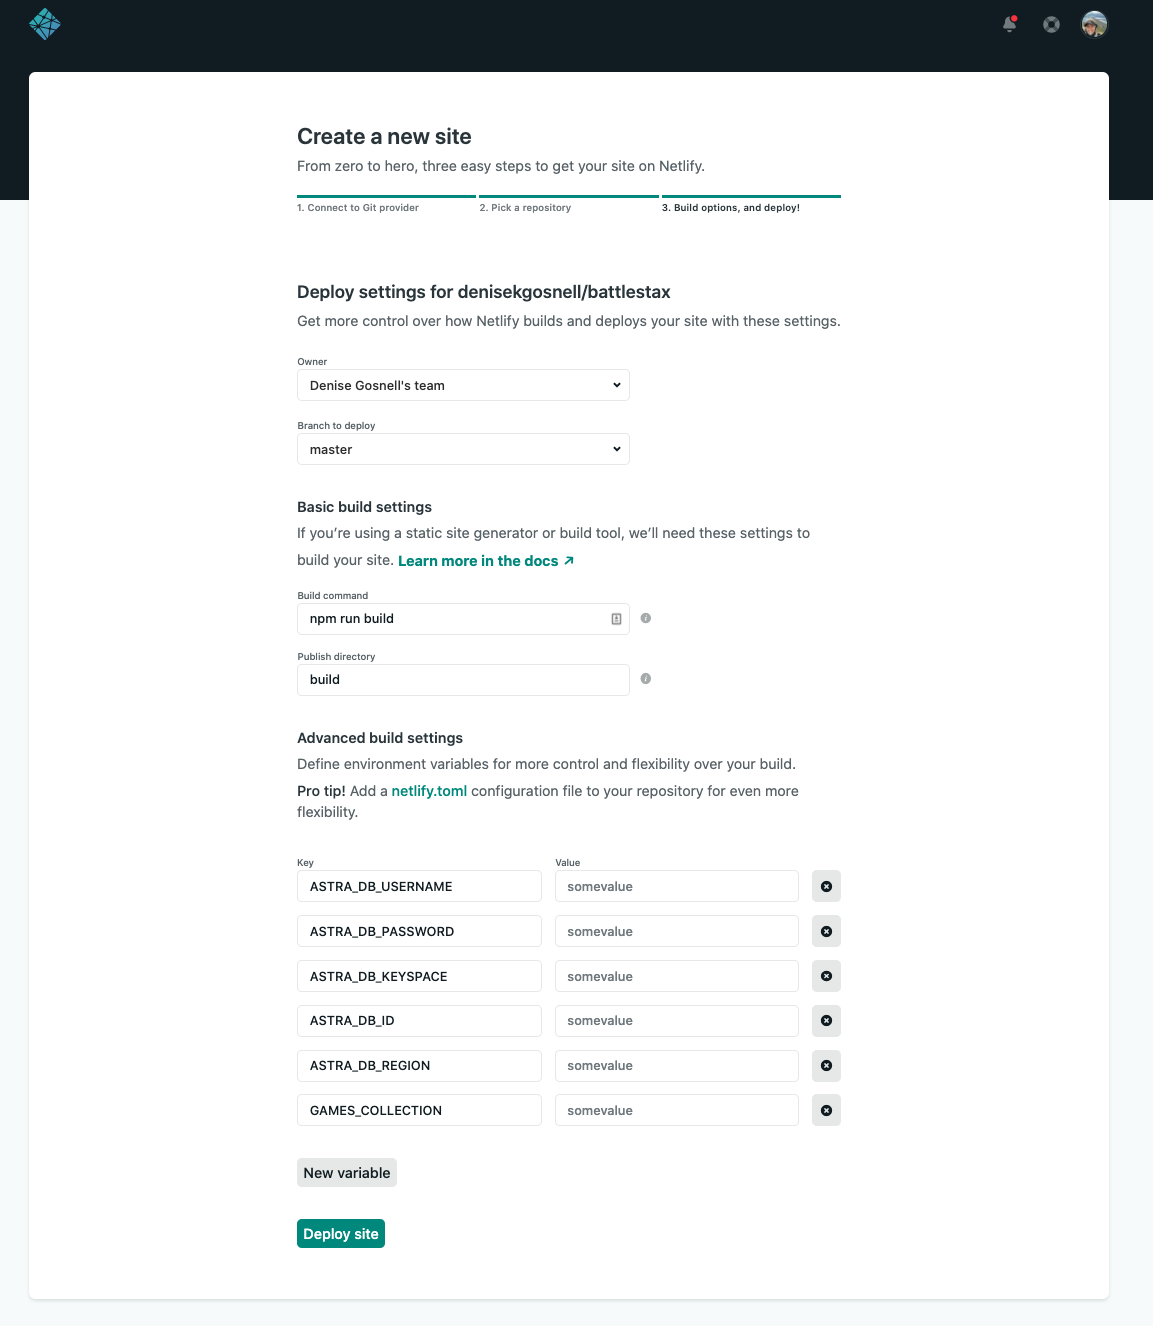 Create a new site
From zero to hero, three easy steps to get your site on Netlify.
1. Connect to Git provider
2. Pick a repository
3. Build options, and deploy!
Deploy settings for denisekgosnell/battlestax
Get more control over how Netlify builds and deploys your site with these settings.
Owner
Denise Gosnell's team
Branch to deploy
master
Basic build settings
If you’re using a static site generator or build tool, we’ll need these settings to
build your site. Learn more in the docs
Build command
npm run build
Publish directory
build
Advanced build settings
Define environment variables for more control and flexibility over your build.
Pro tip! Add a netlify.toml configuration file to your repository for even more
flexibility.
Key Value
ASTRA_DB_USERNAME somevalue
ASTRA_DB_PASSWORD somevalue
ASTRA_DB_KEYSPACE somevalue
ASTRA_DB_ID somevalue
ASTRA_DB_REGION somevalue
GAMES_COLLECTION somevalue
New variable
Deploy site